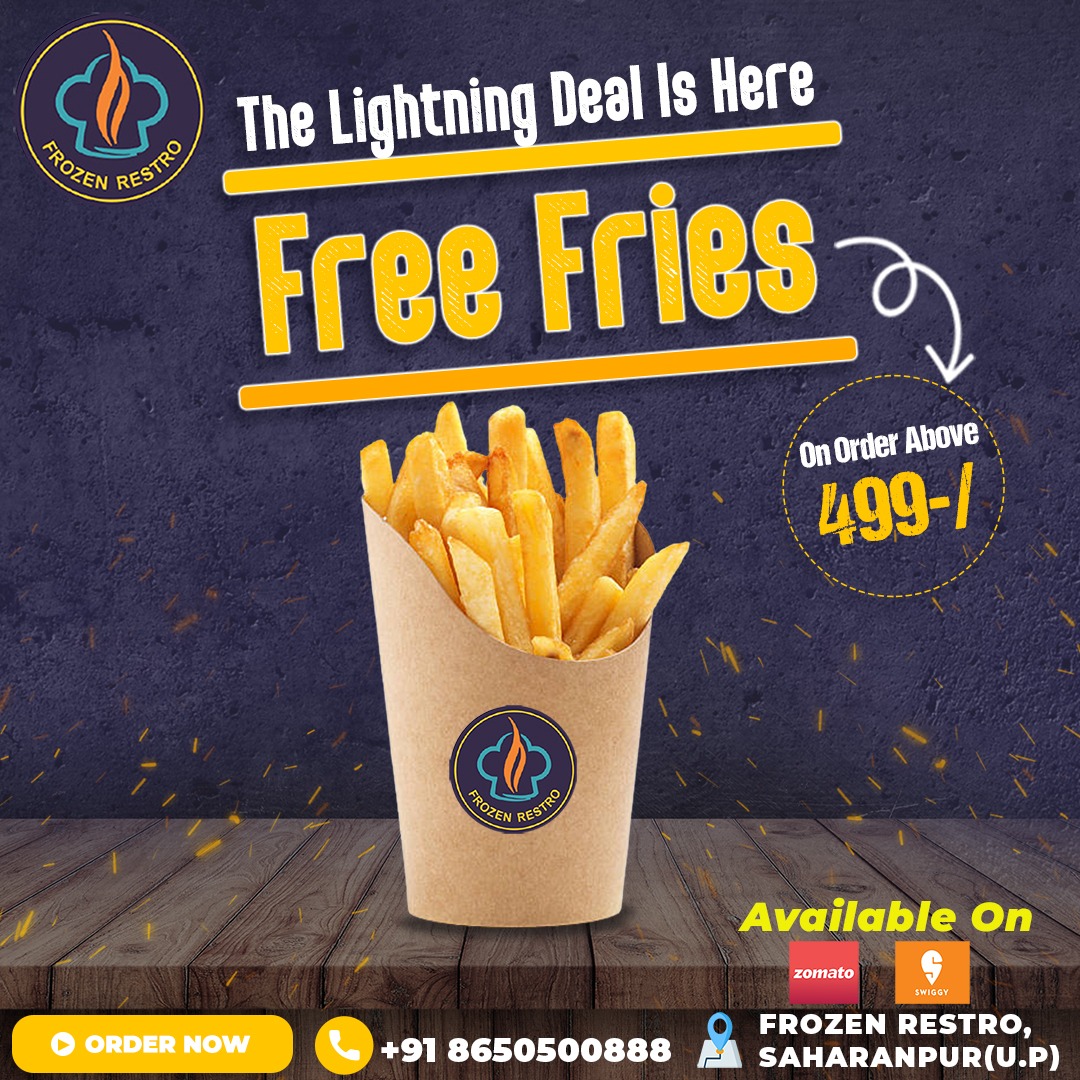 FROZEN RESTRO
The Lightning Deal Is Here
Free Fries
On Order Above
499-/
FROZEN RESTRO
Available On
zomato
SWIGGY
ORDER NOW
+91 8650500888
FROZEN RESTRO,
SAHARANPUR(U.P)